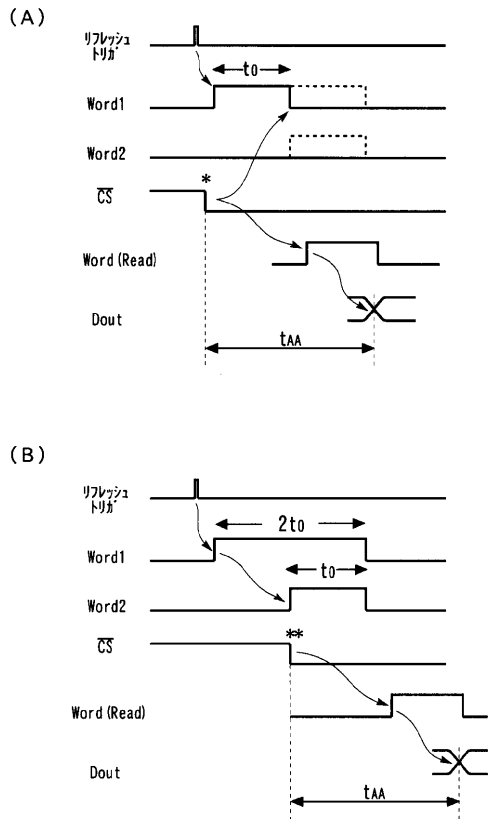 (A)
リフレッシュ
トリガ
t0
Word1
Word2
*
CS
Word(Read)
Dout
tAA
(B)
リフレッシュ
トリガ
2t0
Word1
t0
Word2
**
CS
Word(Read)
Dout
tAA